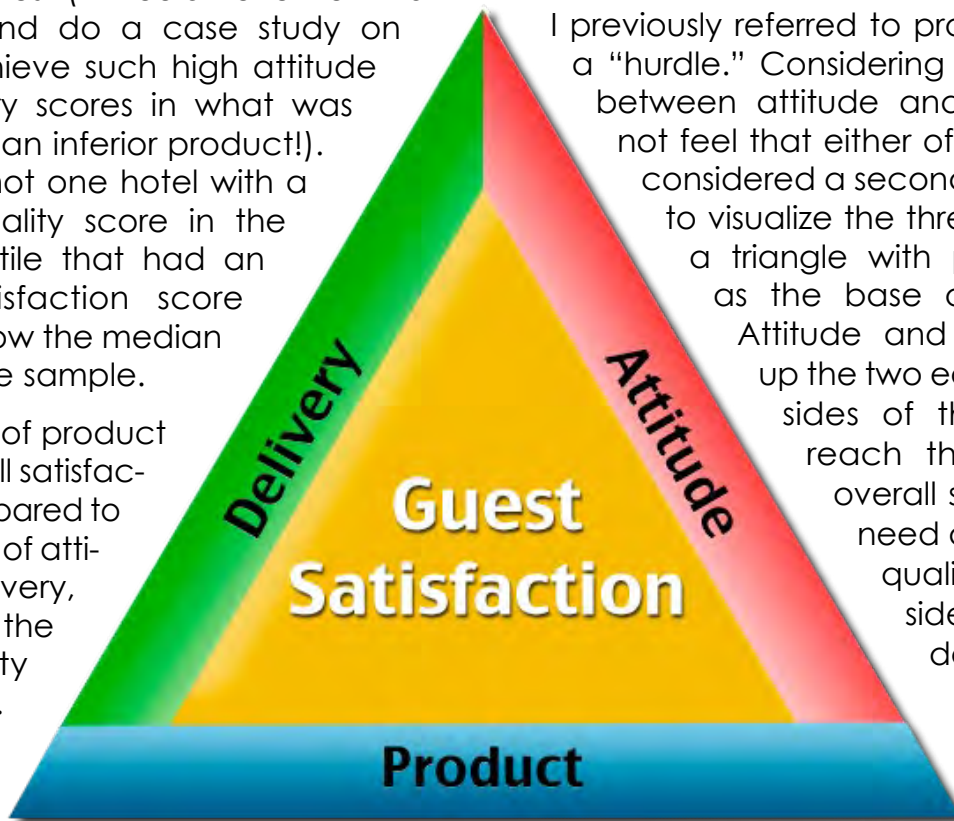 nd do a case study on
hieve such high attitude
y scores in what was
an inferior product!).
not one hotel with a
ality score in the
tile that had an
isfaction score
ow the median
e sample.
of product
ll satisfac-
pared to
of atti-
very,
the
ty
Delivery
Attitude
Guest
Satisfaction
Product
I previously referred to pro
a “hurdle.” Considering
between attitude and
not feel that either of
considered a second
to visualize the thre
a triangle with
as the base
Attitude and
up the two e
sides of th
reach th
overall s
need
quali
side
d